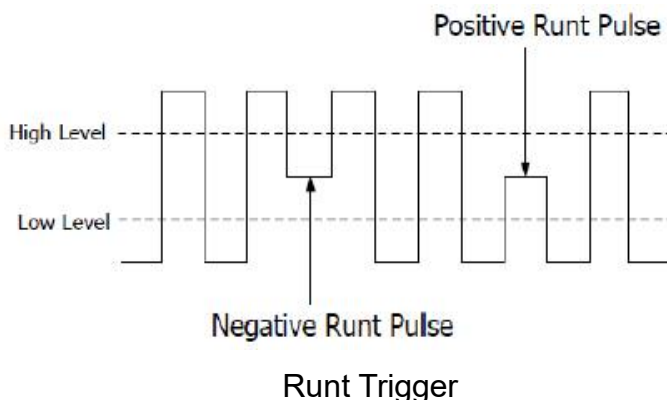 Positive Runt Pulse
High Level
Low Level
Negative Runt Pulse
Runt Trigger